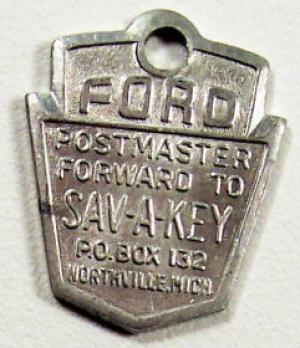 FORD
POSTMASTER
FORWARD TO
SAV-A-KEY
P.O. BOX 132
NORTHVILLE, MICH.